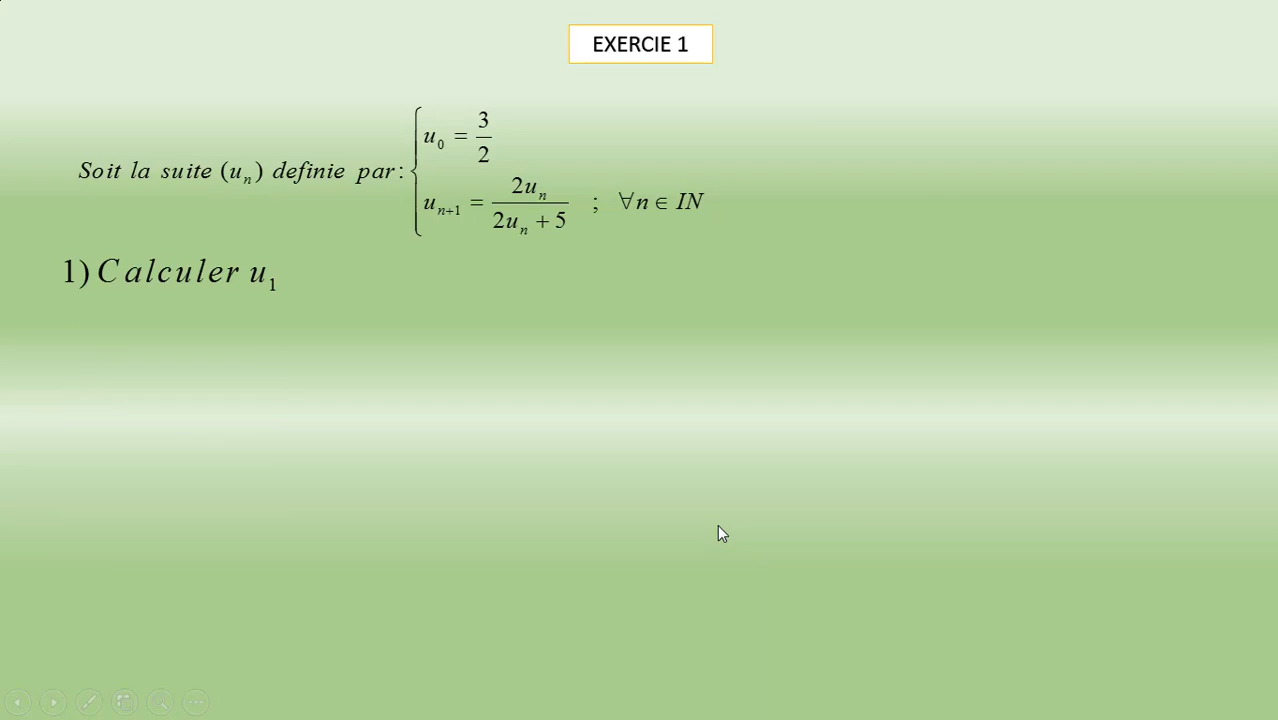 EXERCIE 1
Soit la suite (uₙ) definie par : { u₀ = 3/2
uₙ₊₁ = 2uₙ / (2uₙ + 5) ; ∀n ∈ IN
1) Calculer u₁